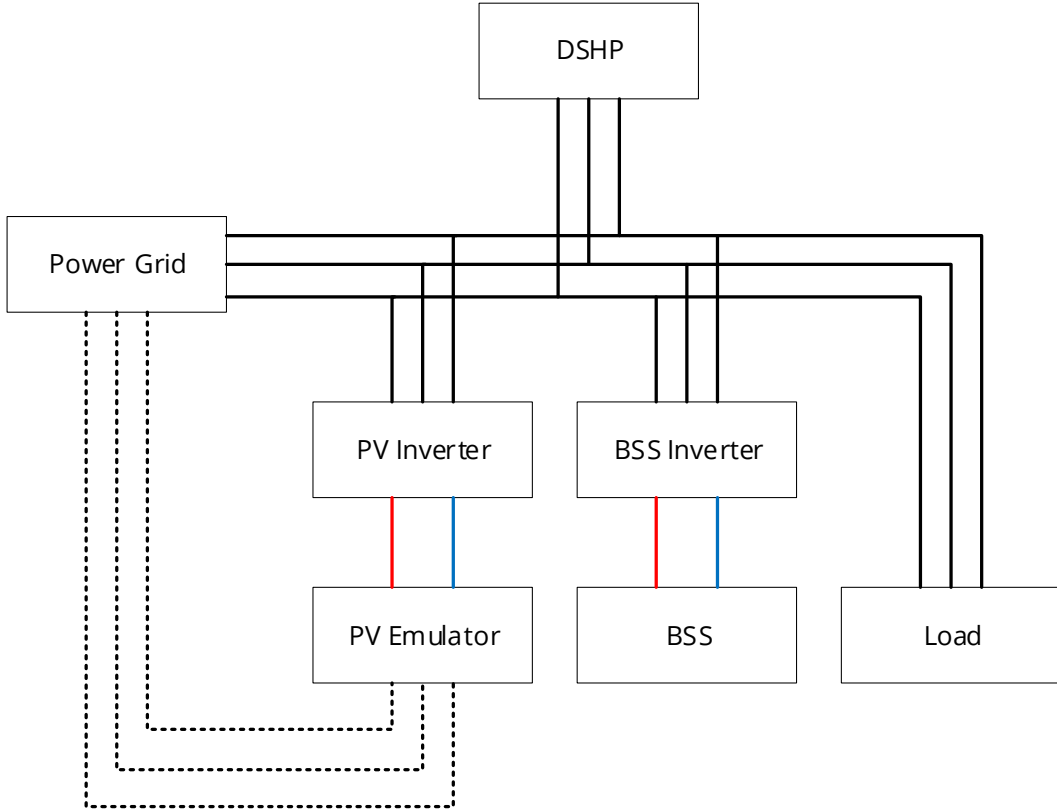 DSHP
Power Grid
PV Inverter
BSS Inverter
PV Emulator
BSS
Load